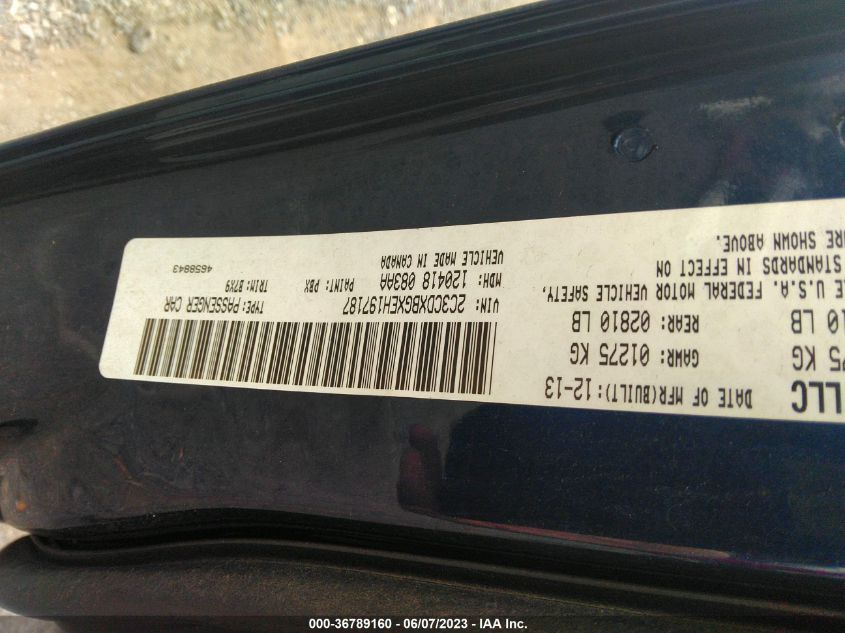 LLC DATE OF MFR(BUILT): 12-13
75 KG GAWR: 01275 KG
10 LB REAR: 02810 LB
U.S.A. FEDERAL MOTOR VEHICLE SAFETY,
STANDARDS IN EFFECT ON
ARE SHOWN ABOVE.
VIN: 2C3CDXBGXEH197187 TYPE: PASSENGER CAR
MDH: 120418 083AA PAINT: PBX TRIM: B7X9
VEHICLE MADE IN CANADA 4658843
000-36789160 - 06/07/2023 - IAA Inc.